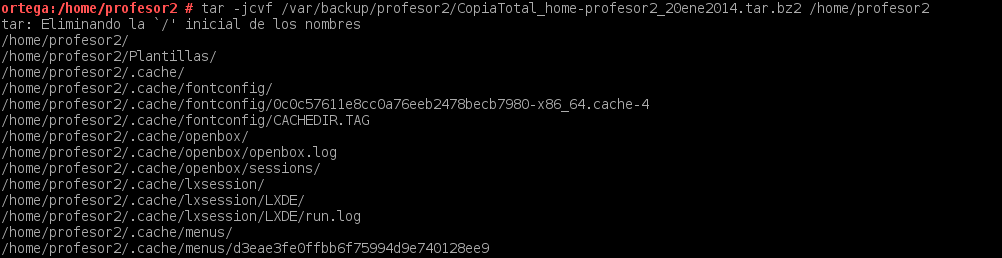 ortega:/home/profesor2 # tar -jcvf /var/backup/profesor2/CopiaTotal_home-profesor2_20ene2014.tar.bz2 /home/profesor2
tar: Eliminando la `/' inicial de los nombres
/home/profesor2/
/home/profesor2/Plantillas/
/home/profesor2/.cache/
/home/profesor2/.cache/fontconfig/
/home/profesor2/.cache/fontconfig/0c0c57611e8cc0a76eeb2478becb7980-x86_64.cache-4
/home/profesor2/.cache/fontconfig/CACHEDIR.TAG
/home/profesor2/.cache/openbox/
/home/profesor2/.cache/openbox/openbox.log
/home/profesor2/.cache/openbox/sessions/
/home/profesor2/.cache/lxsession/
/home/profesor2/.cache/lxsession/LXDE/
/home/profesor2/.cache/lxsession/LXDE/run.log
/home/profesor2/.cache/menus/
/home/profesor2/.cache/menus/d3eae3fe0ffbb6f75994d9e740128ee9